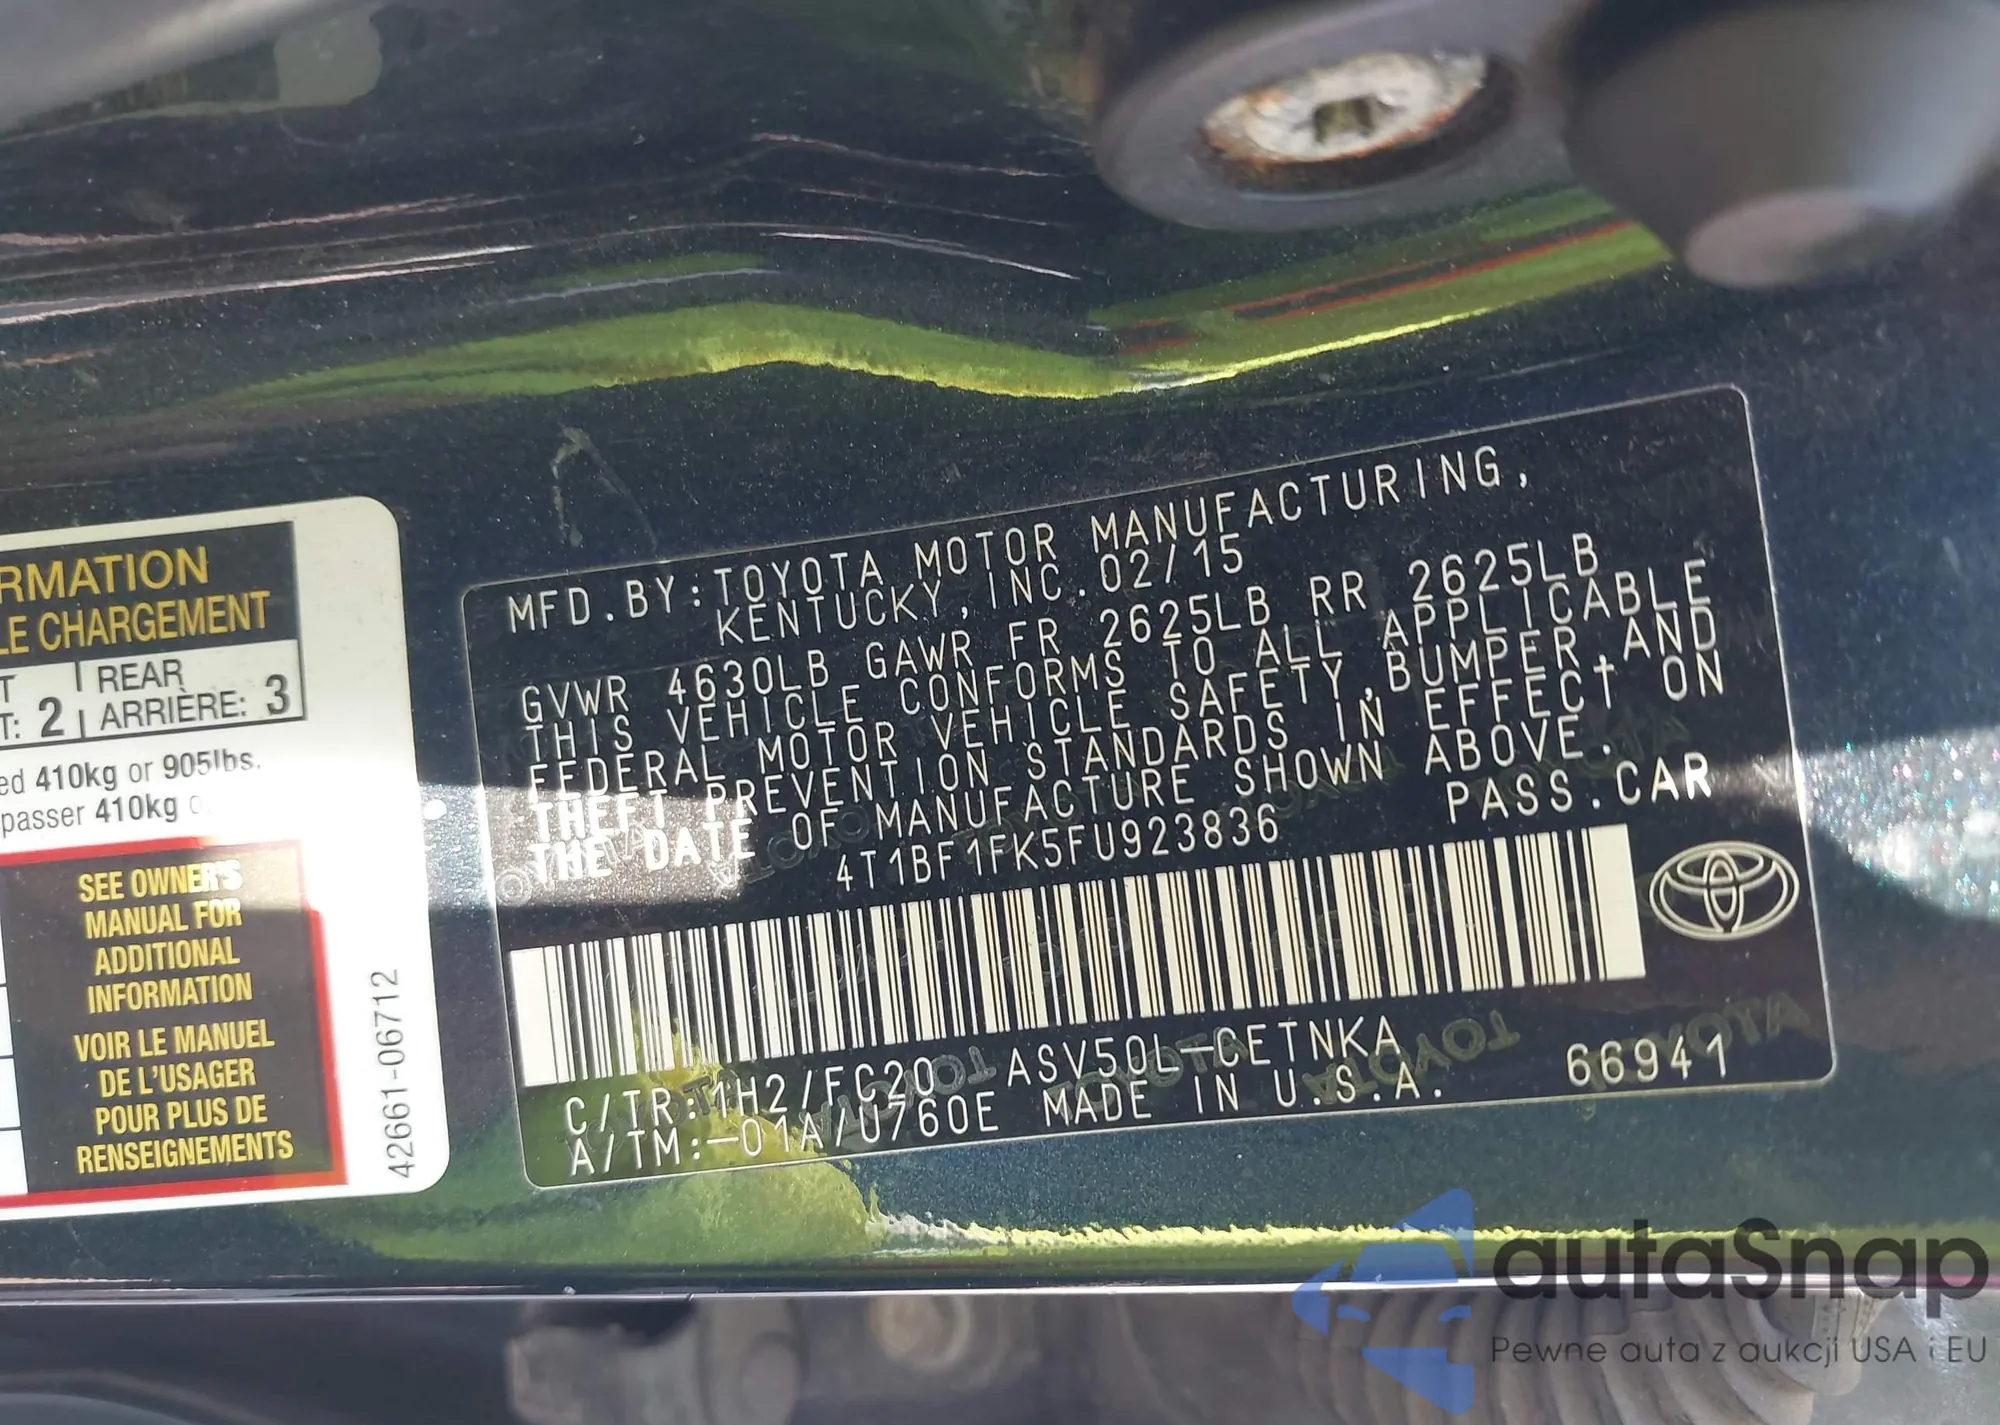 RMATION
LE CHARGEMENT
T REAR
T: 2 ARRIÈRE: 3
ed 410kg or 905lbs.
passer 410kg
SEE OWNER'S
MANUAL FOR
ADDITIONAL
INFORMATION
VOIR LE MANUEL
DE L'USAGER
POUR PLUS DE
RENSEIGNEMENTS
42661-06712
MFD.BY:TOYOTA MOTOR MANUFACTURING,
KENTUCKY,INC.02/15
GVWR 4630LB GAWR FR 2625LB RR 2625LB
THIS VEHICLE CONFORMS TO ALL APPLICABLE
FEDERAL MOTOR VEHICLE SAFETY,BUMPER,AND
THEFT PREVENTION STANDARDS IN EFFECT ON
THE DATE OF MANUFACTURE SHOWN ABOVE.
4T1BF1FK5FU923836 PASS.CAR
C/TR:1H2/FC20 ASV50L-CETNKA
A/TM:-01A/U760E MADE IN U.S.A. 66941
autaSnap
Pewne auta z aukcji USA i EU